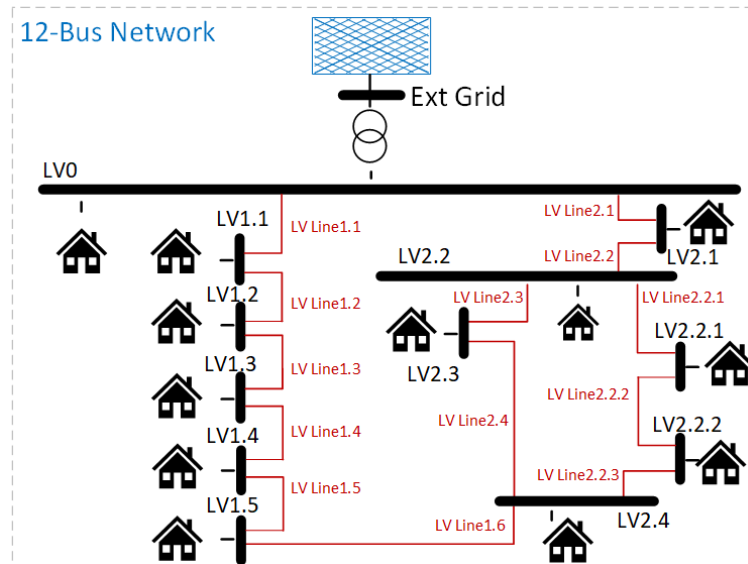 12-Bus Network
Ext Grid
LV0
LV1.1
LV Line1.1
LV Line2.1
LV2.1
LV Line2.2
LV2.2
LV1.2
LV Line1.2
LV Line2.3
LV Line2.2.1
LV2.2.1
LV1.3
LV Line1.3
LV2.3
LV Line2.2.2
LV2.2.2
LV1.4
LV Line1.4
LV Line2.4
LV Line2.2.3
LV1.5
LV Line1.5
LV Line1.6
LV2.4